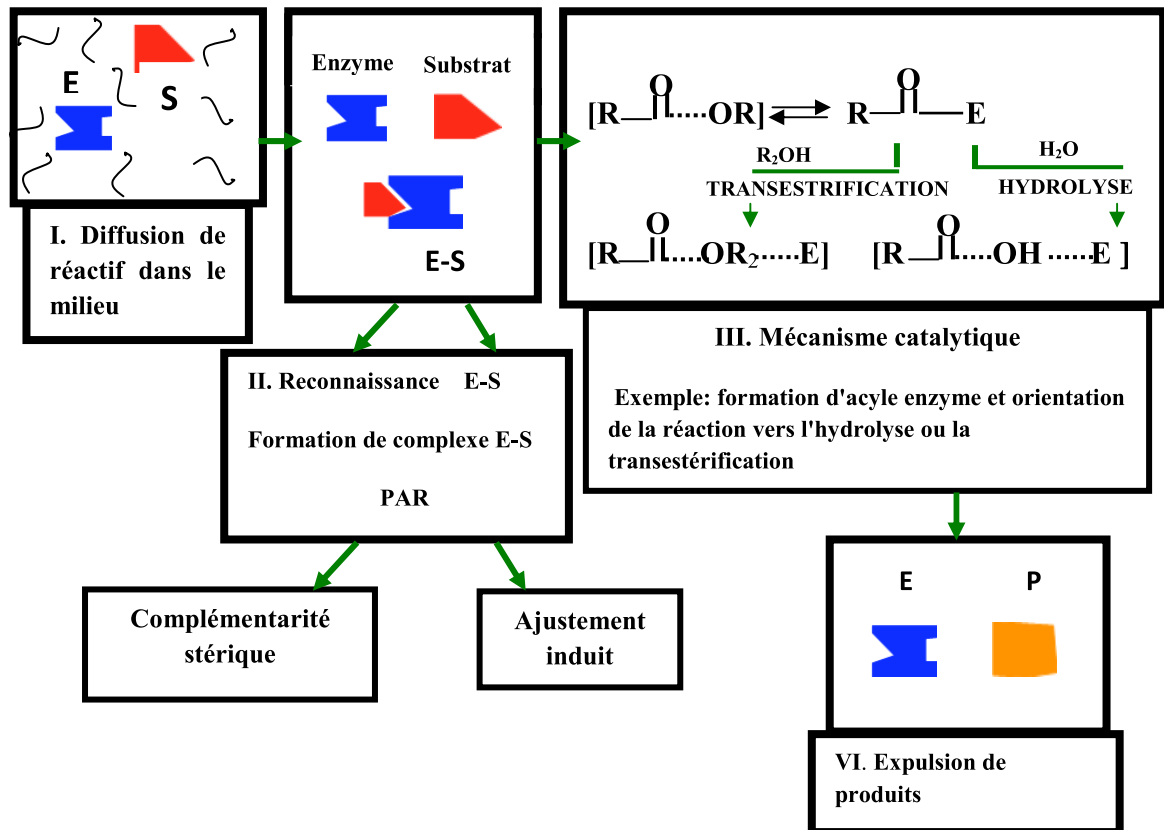 E
S
I. Diffusion de
réactif dans le
milieu
Enzyme Substrat
E-S
O O
[R—‖.....OR] ⇌ R—‖—E
R₂OH H₂O
TRANSESTRIFICATION HYDROLYSE
O O
[R—‖.....OR₂......E] [R—‖.....OH ......E ]
II. Reconnaissance E-S
Formation de complexe E-S
PAR
III. Mécanisme catalytique
Exemple: formation d'acyle enzyme et orientation
de la réaction vers l'hydrolyse ou la
transestérification
Complémentarité
stérique
Ajustement
induit
E P
VI. Expulsion de
produits